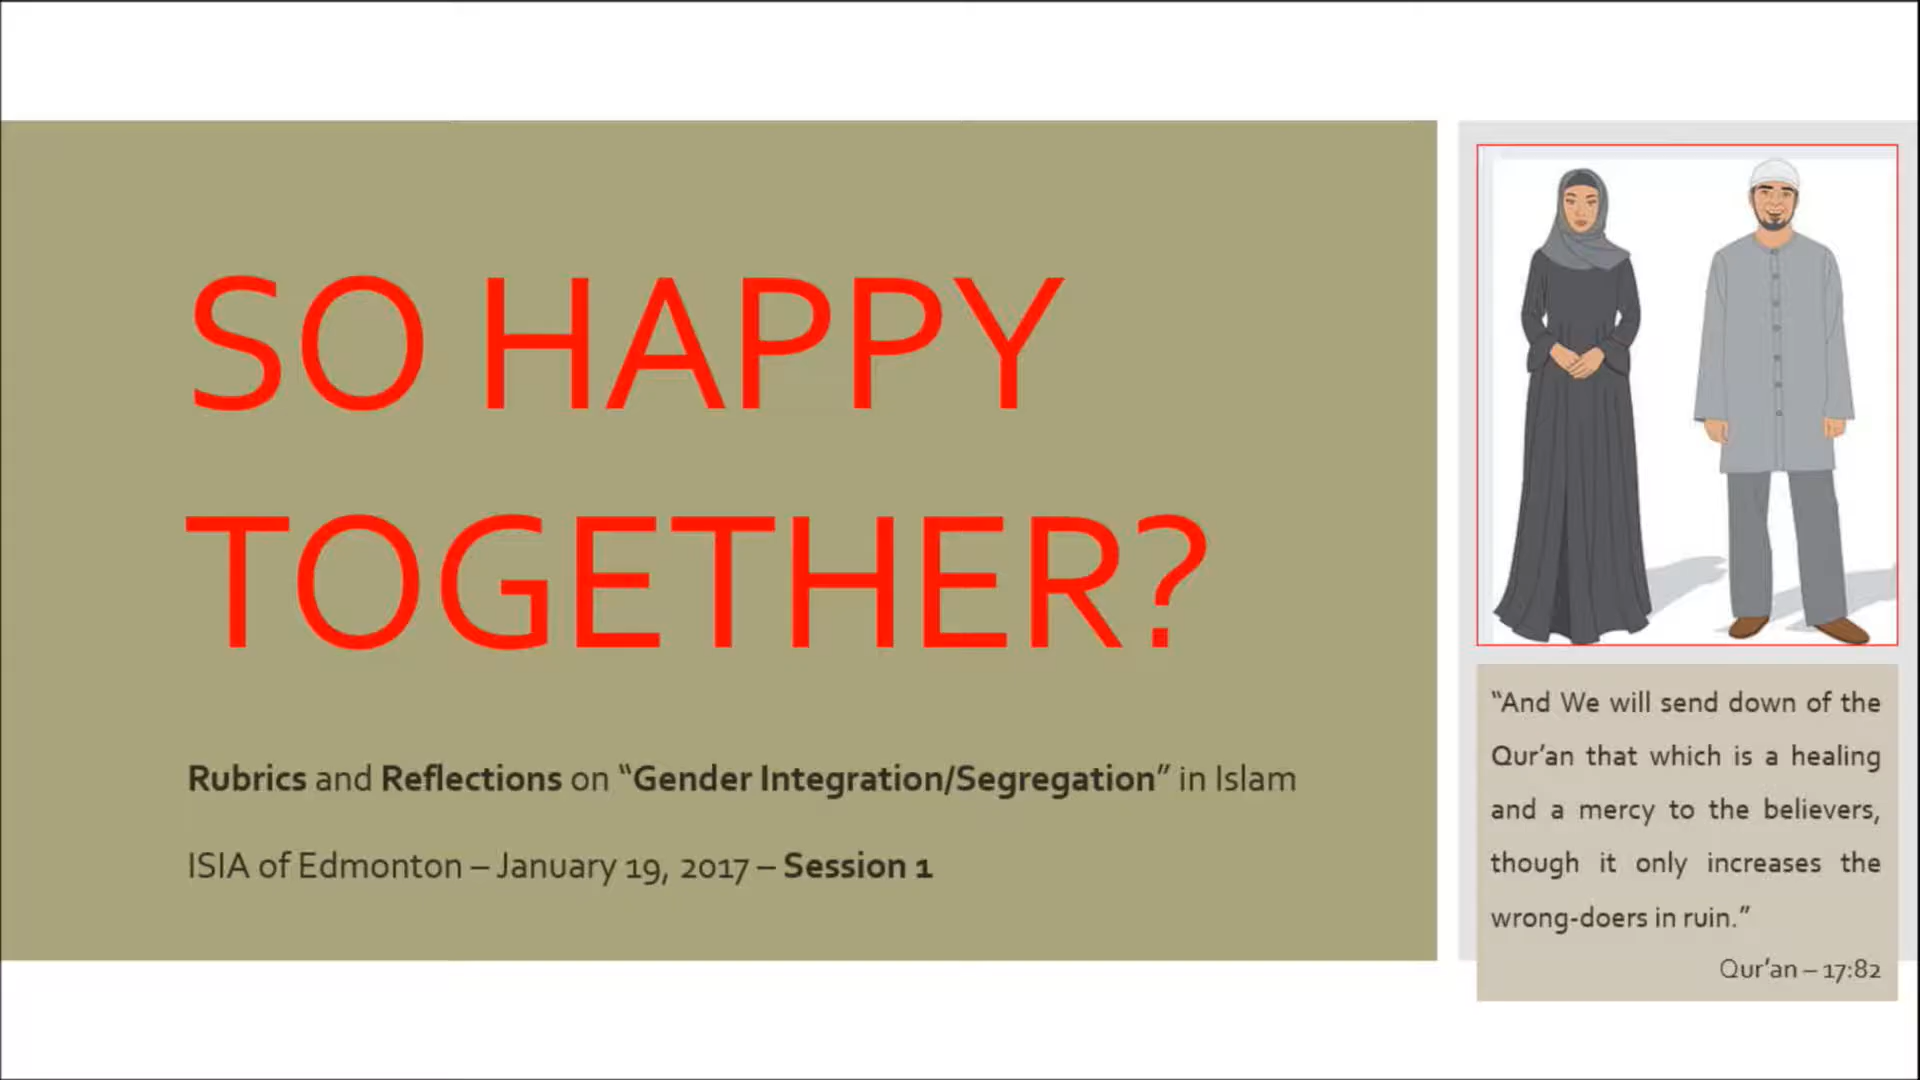 SO HAPPY
TOGETHER?
Rubrics and Reflections on “Gender Integration/Segregation” in Islam
ISIA of Edmonton – January 19, 2017 – Session 1
“And We will send down of the
Qur’an that which is a healing
and a mercy to the believers,
though it only increases the
wrong-doers in ruin.”
Qur’an – 17:82